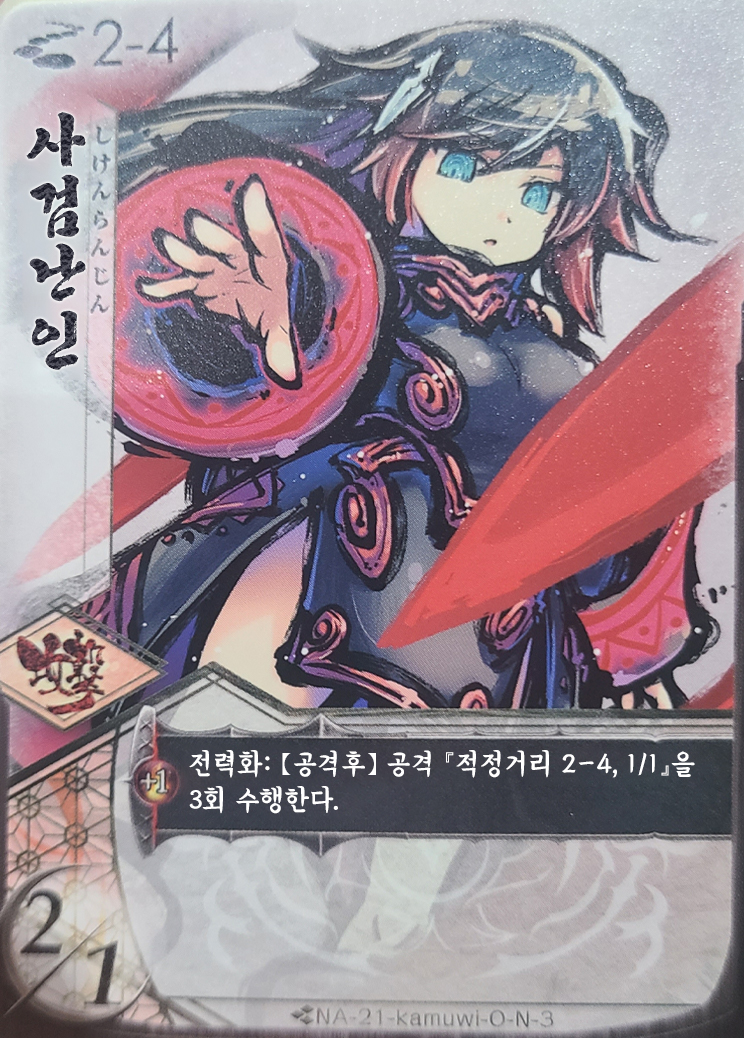 2-4
사검난인
しけんらんじん
攻撃
+1
전력화: 【공격후】 공격 『적정거리 2-4, 1/1』을
3회 수행한다.
2/1
NA-21-kamuwi-O-N-3